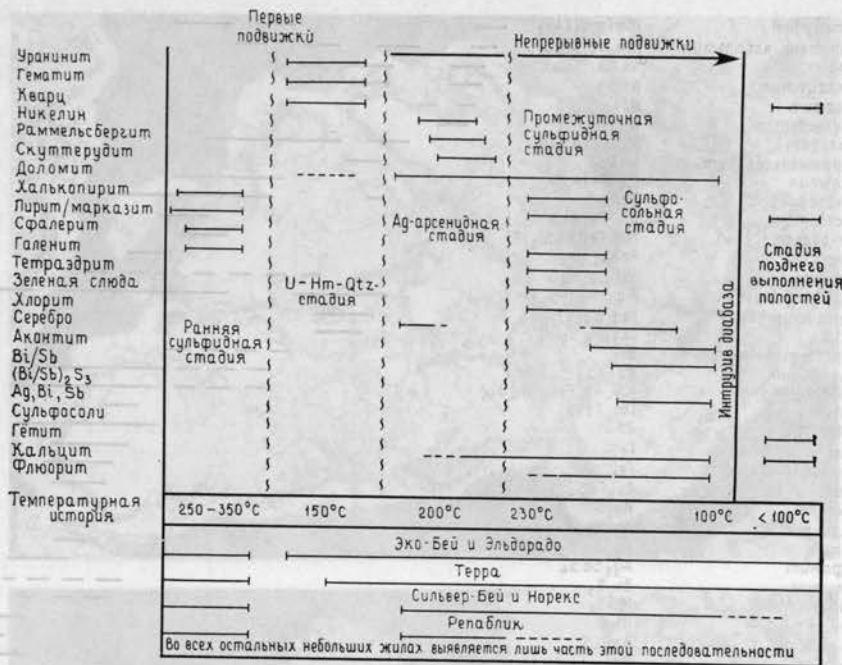 Первые
подвижки
Непрерывные подвижки
Уранинит
Гематит
Кварц
Никелин
Раммельсбергит
Скуттерудит
Доломит
Халькопирит
Пирит/марказит
Сфалерит
Галенит
Тетраэдрит
Зеленая слюда
Хлорит
Серебро
Акантит
Bi/Sb
(Bi/Sb)₂S₃
Ag, Bi, Sb
Сульфосоли
Гётит
Кальцит
Флюорит
Ранняя
сульфидная
стадия
U-Hm-Qtz-
стадия
Ag-арсенидная
стадия
Промежуточная
сульфидная
стадия
Сульфо-
сольная
стадия
Интрузив диабаза
Стадия
позднего
выполнения
полостей
Температурная
история
250-350°C 150°C 200°C 230°C 100°C <100°C
Эко-Бей и Эльдорадо
Терра
Сильвер-Бей и Норекс
Репаблик
Во всех остальных небольших жилах выявляется лишь часть этой последовательности